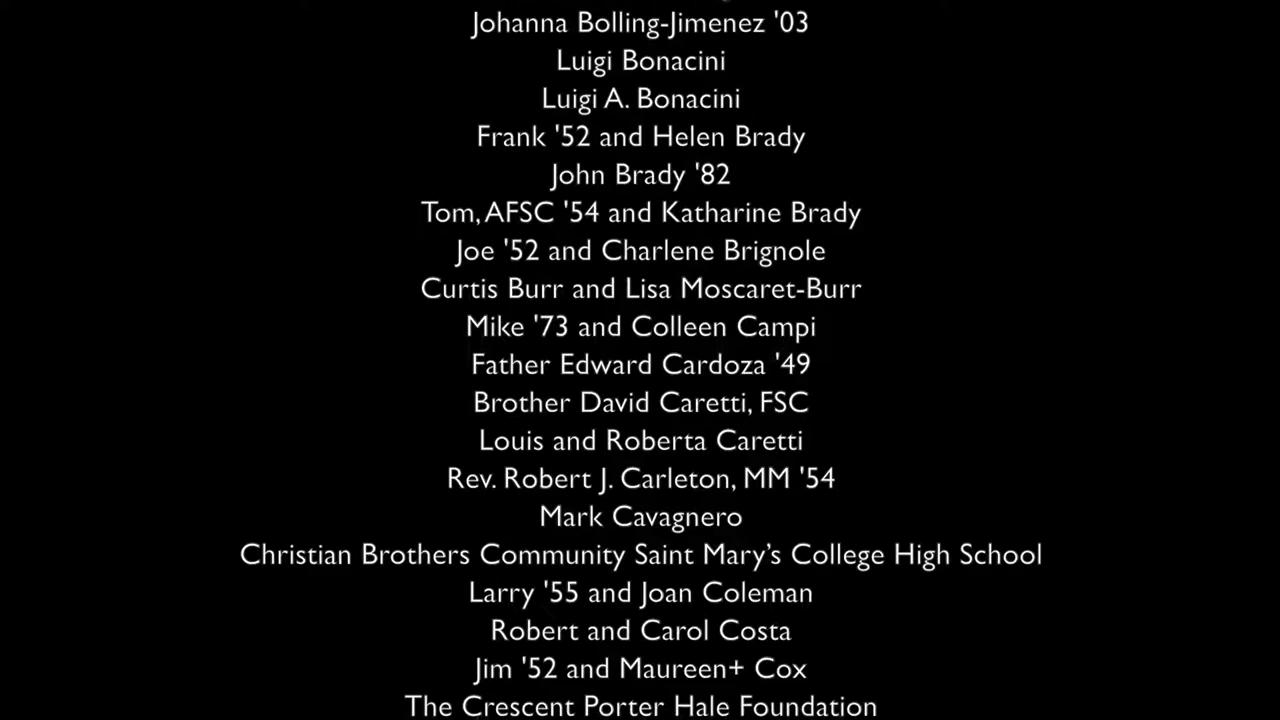 Johanna Bolling-Jimenez '03
Luigi Bonacini
Luigi A. Bonacini
Frank '52 and Helen Brady
John Brady '82
Tom, AFSC '54 and Katharine Brady
Joe '52 and Charlene Brignole
Curtis Burr and Lisa Moscaret-Burr
Mike '73 and Colleen Campi
Father Edward Cardoza '49
Brother David Caretti, FSC
Louis and Roberta Caretti
Rev. Robert J. Carleton, MM '54
Mark Cavagnero
Christian Brothers Community Saint Mary’s College High School
Larry '55 and Joan Coleman
Robert and Carol Costa
Jim '52 and Maureen+ Cox
The Crescent Porter Hale Foundation